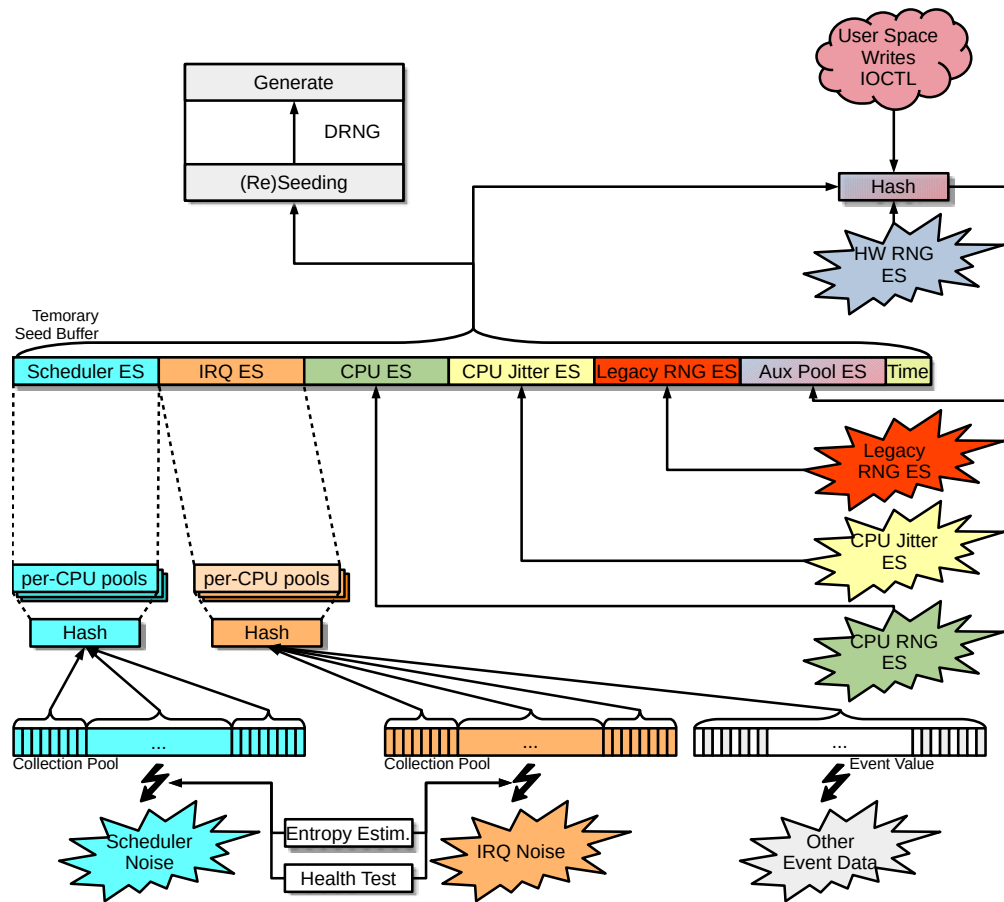 User Space
Writes
IOCTL
Generate
DRNG
(Re)Seeding
Hash
HW RNG
ES
Temorary
Seed Buffer
Scheduler ES
IRQ ES
CPU ES
CPU Jitter ES
Legacy RNG ES
Aux Pool ES
Time
Legacy
RNG ES
CPU Jitter
ES
per-CPU pools
per-CPU pools
Hash
Hash
CPU RNG
ES
...
...
...
Collection Pool
Collection Pool
Event Value
Scheduler
Noise
Entropy Estim.
Health Test
IRQ Noise
Other
Event Data